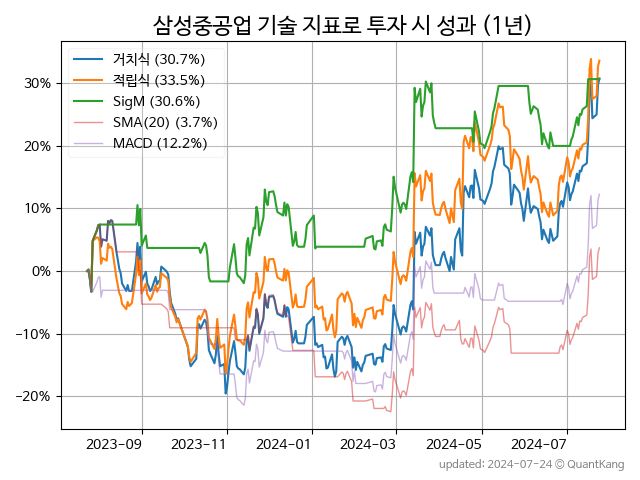 삼성중공업 기술 지표로 투자 시 성과 (1년)
거치식 (30.7%)
적립식 (33.5%)
SigM (30.6%)
SMA(20) (3.7%)
MACD (12.2%)
30%
20%
10%
0%
−10%
−20%
2023-09 2023-11 2024-01 2024-03 2024-05 2024-07
updated: 2024-07-24 © QuantKang